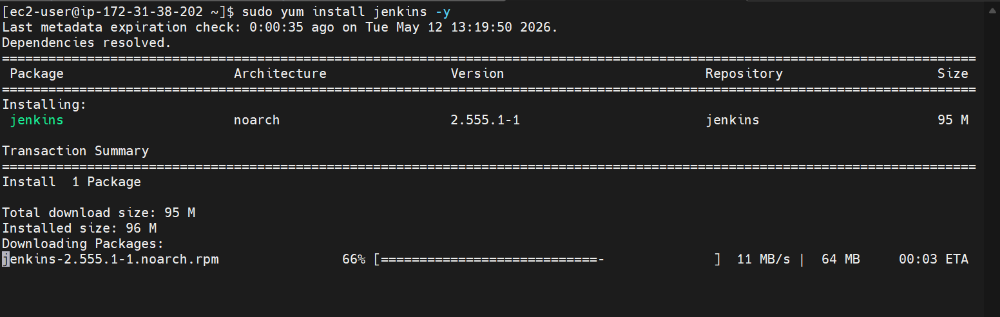 [ec2-user@ip-172-31-38-202 ~]$ sudo yum install jenkins -y
Last metadata expiration check: 0:00:35 ago on Tue May 12 13:19:50 2026.
Dependencies resolved.
================================================================================================================================
Package Architecture Version Repository Size
================================================================================================================================
Installing:
jenkins noarch 2.555.1-1 jenkins 95 M
Transaction Summary
================================================================================================================================
Install 1 Package
Total download size: 95 M
Installed size: 96 M
Downloading Packages:
jenkins-2.555.1-1.noarch.rpm 66% [============================- ] 11 MB/s | 64 MB 00:03 ETA